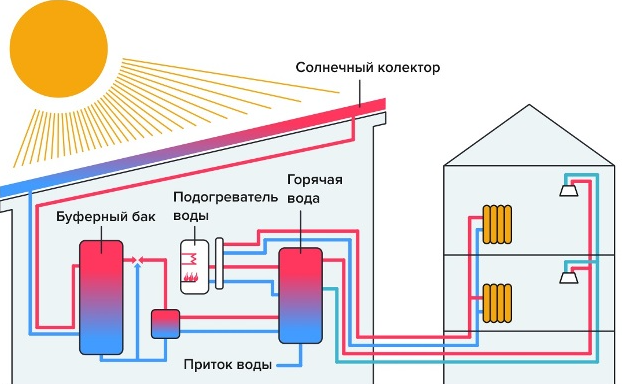 Солнечный колектор
Горячая
вода
Подогреватель
воды
Буферный бак
Приток воды